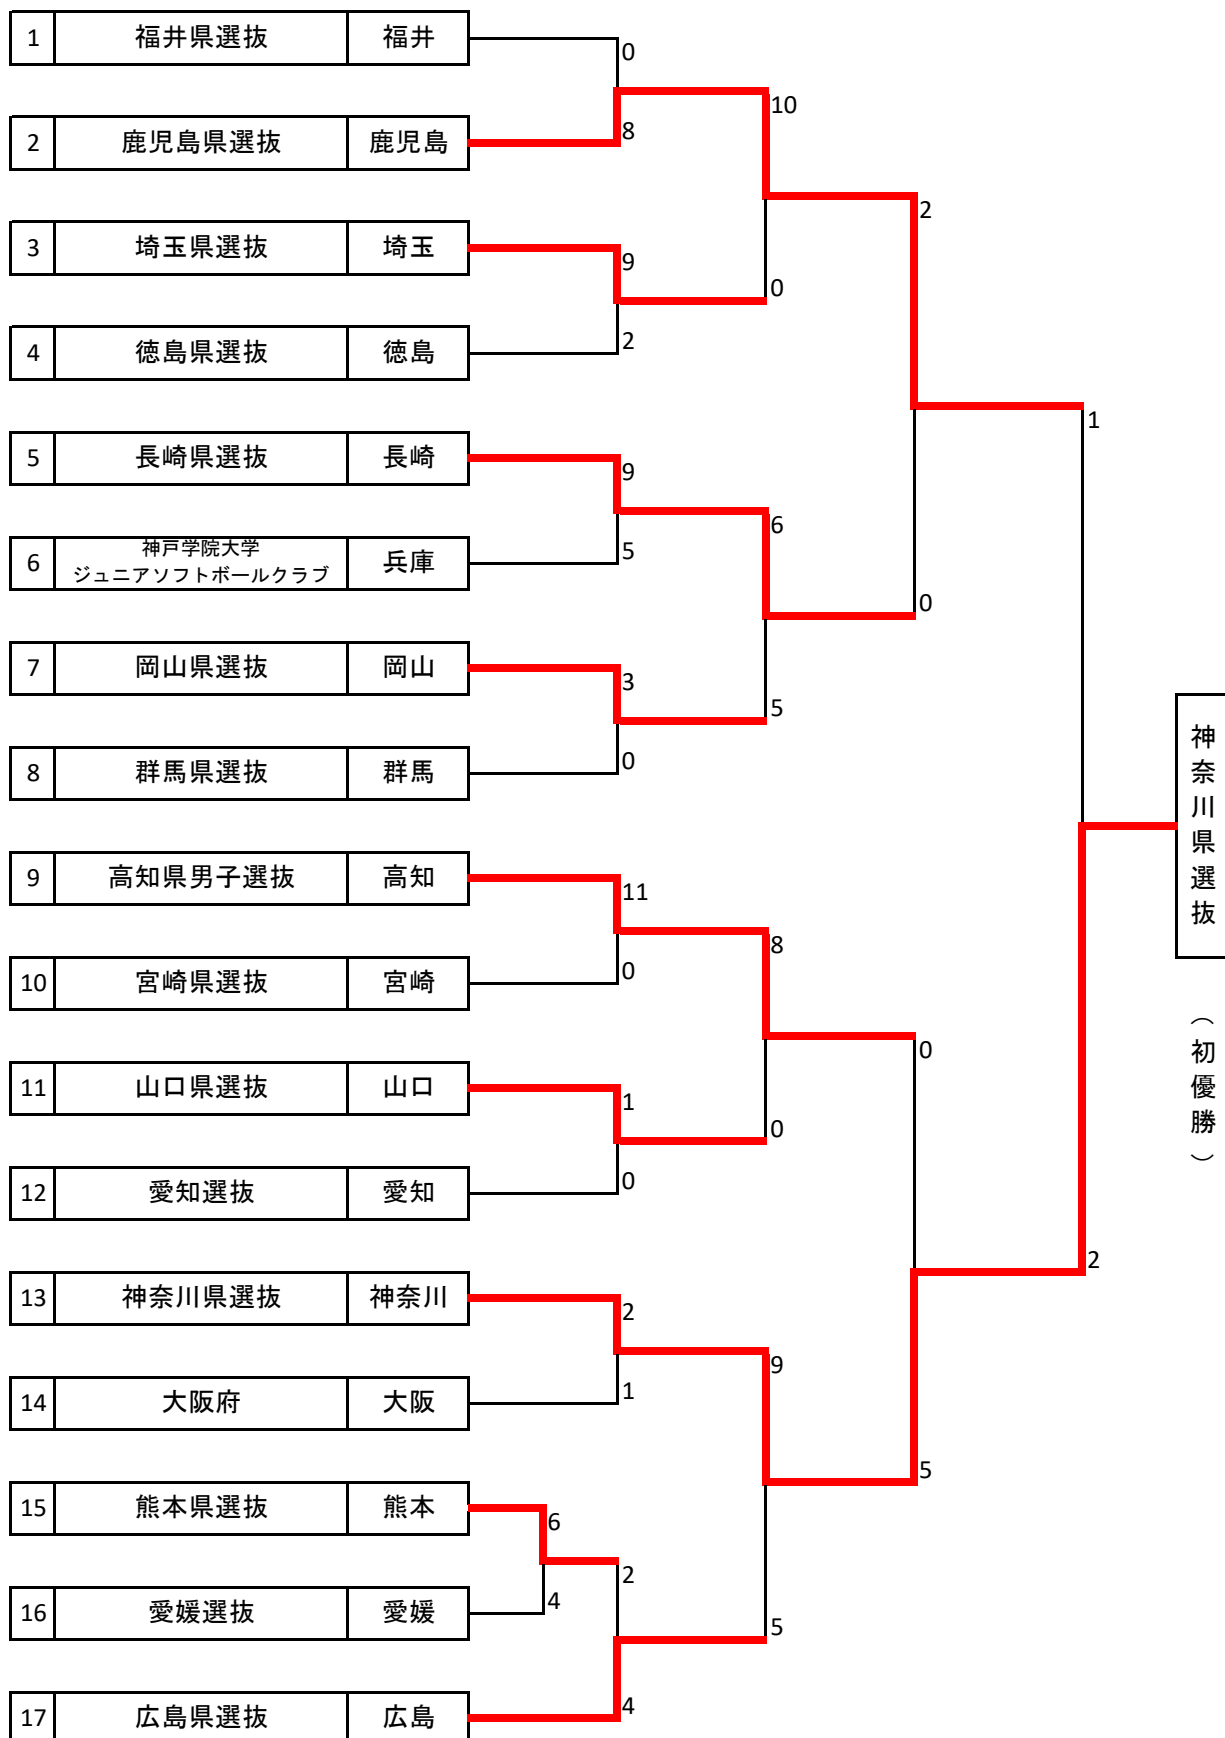 1 福井県選抜 福井
0
10
2 鹿児島県選抜 鹿児島
8
2
3 埼玉県選抜 埼玉
9
0
4 徳島県選抜 徳島
2
1
5 長崎県選抜 長崎
9
6
6 神戸学院大学
ジュニアソフトボールクラブ 兵庫
5
0
7 岡山県選抜 岡山
3
5
8 群馬県選抜 群馬
0
神奈川県選抜
(初優勝)
9 高知県男子選抜 高知
11
8
10 宮崎県選抜 宮崎
0
0
11 山口県選抜 山口
1
0
12 愛知選抜 愛知
0
2
13 神奈川県選抜 神奈川
2
9
14 大阪府 大阪
1
5
15 熊本県選抜 熊本
6
2
16 愛媛選抜 愛媛
4
5
17 広島県選抜 広島
4